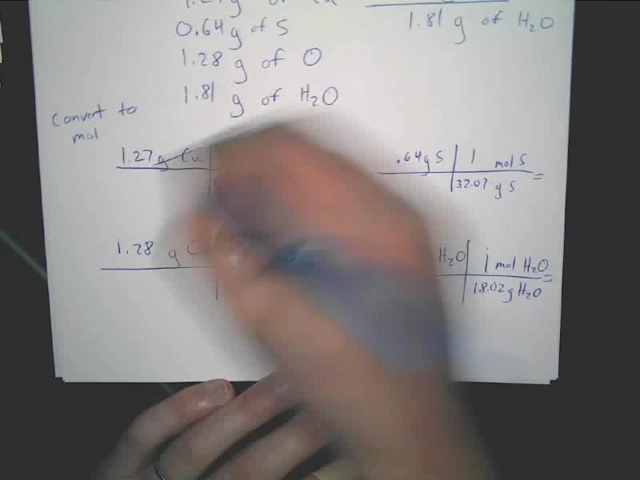 0.64 g of S
1.81 g of H₂O
1.28 g of O
1.81 g of H₂O
Convert to
mol
1.27 g Cu
.64 g S | 1 mol S
32.07 g S =
1.28 g
H₂O | 1 mol H₂O
18.02 g H₂O =